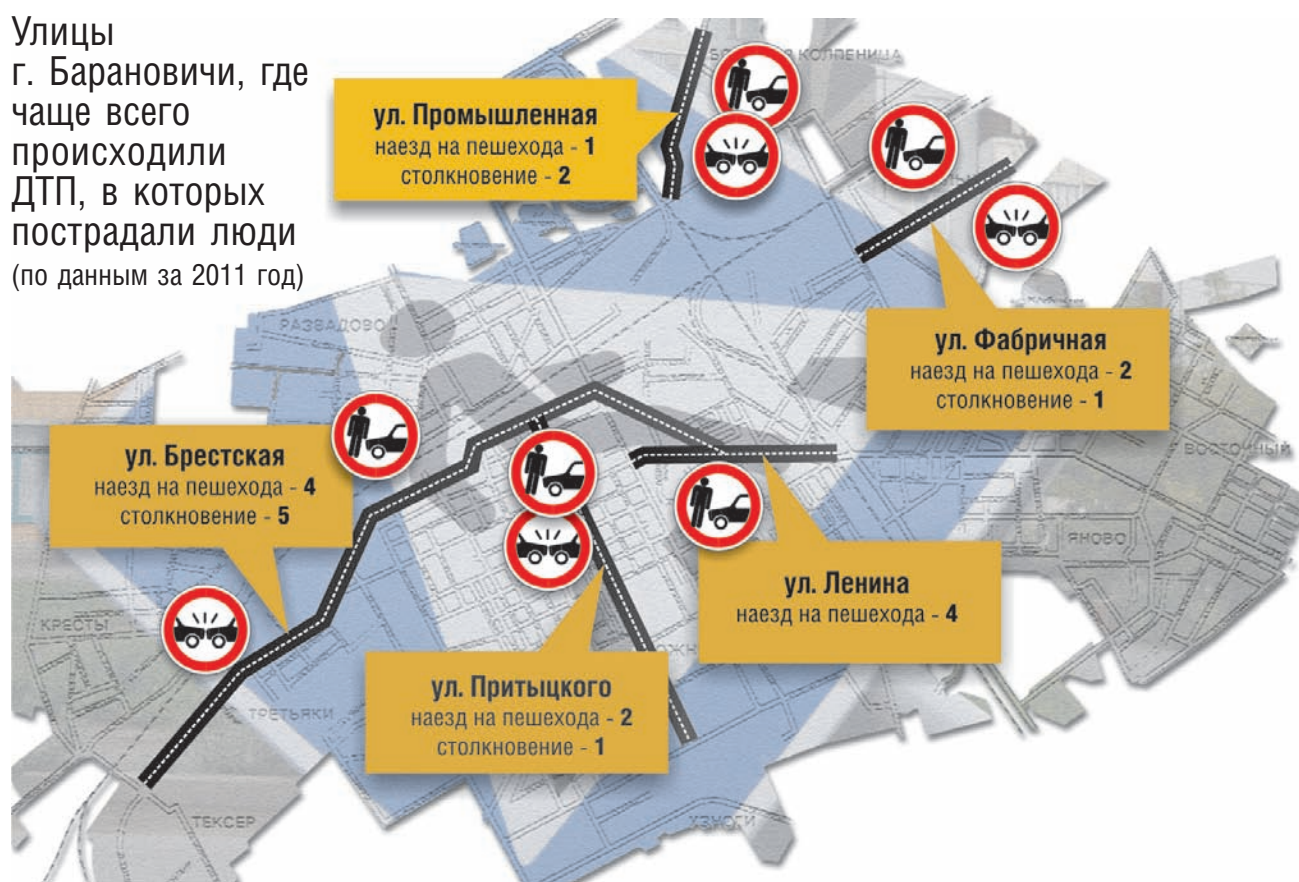 Улицы
г. Барановичи, где
чаще всего
происходили
ДТП, в которых
пострадали люди
(по данным за 2011 год)
КОЛПЕНИЦА
ул. Промышленная
наезд на пешехода - 1
столкновение - 2
ул. Фабричная
наезд на пешехода - 2
столкновение - 1
РАЗВАДОВО
ул. Брестская
наезд на пешехода - 4
столкновение - 5
ВОСТОЧНЫЙ
ЯНОВО
ул. Ленина
наезд на пешехода - 4
КРЕСТЫ
ул. Притыцкого
наезд на пешехода - 2
столкновение - 1
ТРЕТЬЯКИ
ТЕКСЕР
УЗНОГИ